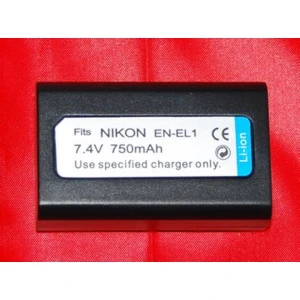 Fits NIKON EN-EL1
7.4V 750mAh
Use specified charger only.
CE
Li-ion